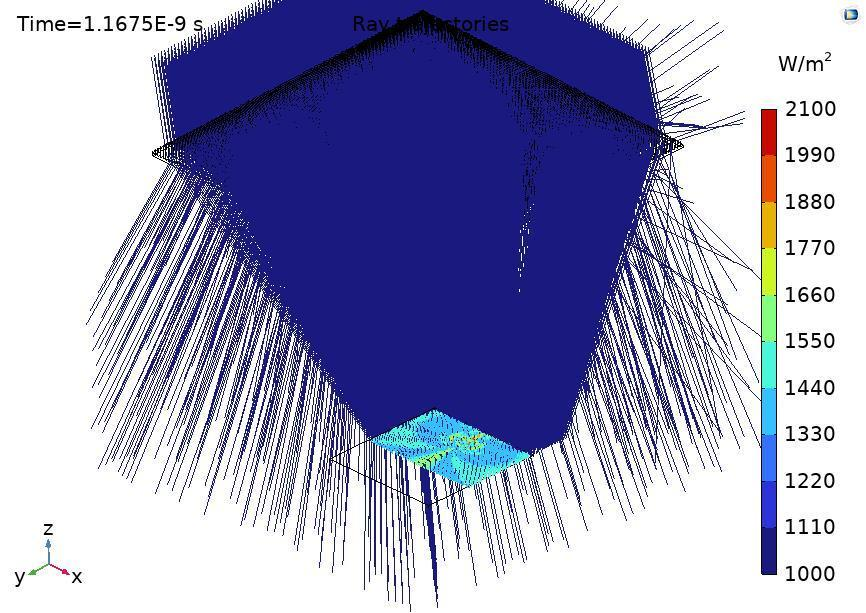 Time=1.1675E-9 s
Ray trajectories
W/m²
2100
1990
1880
1770
1660
1550
1440
1330
1220
1110
1000
z
y
x